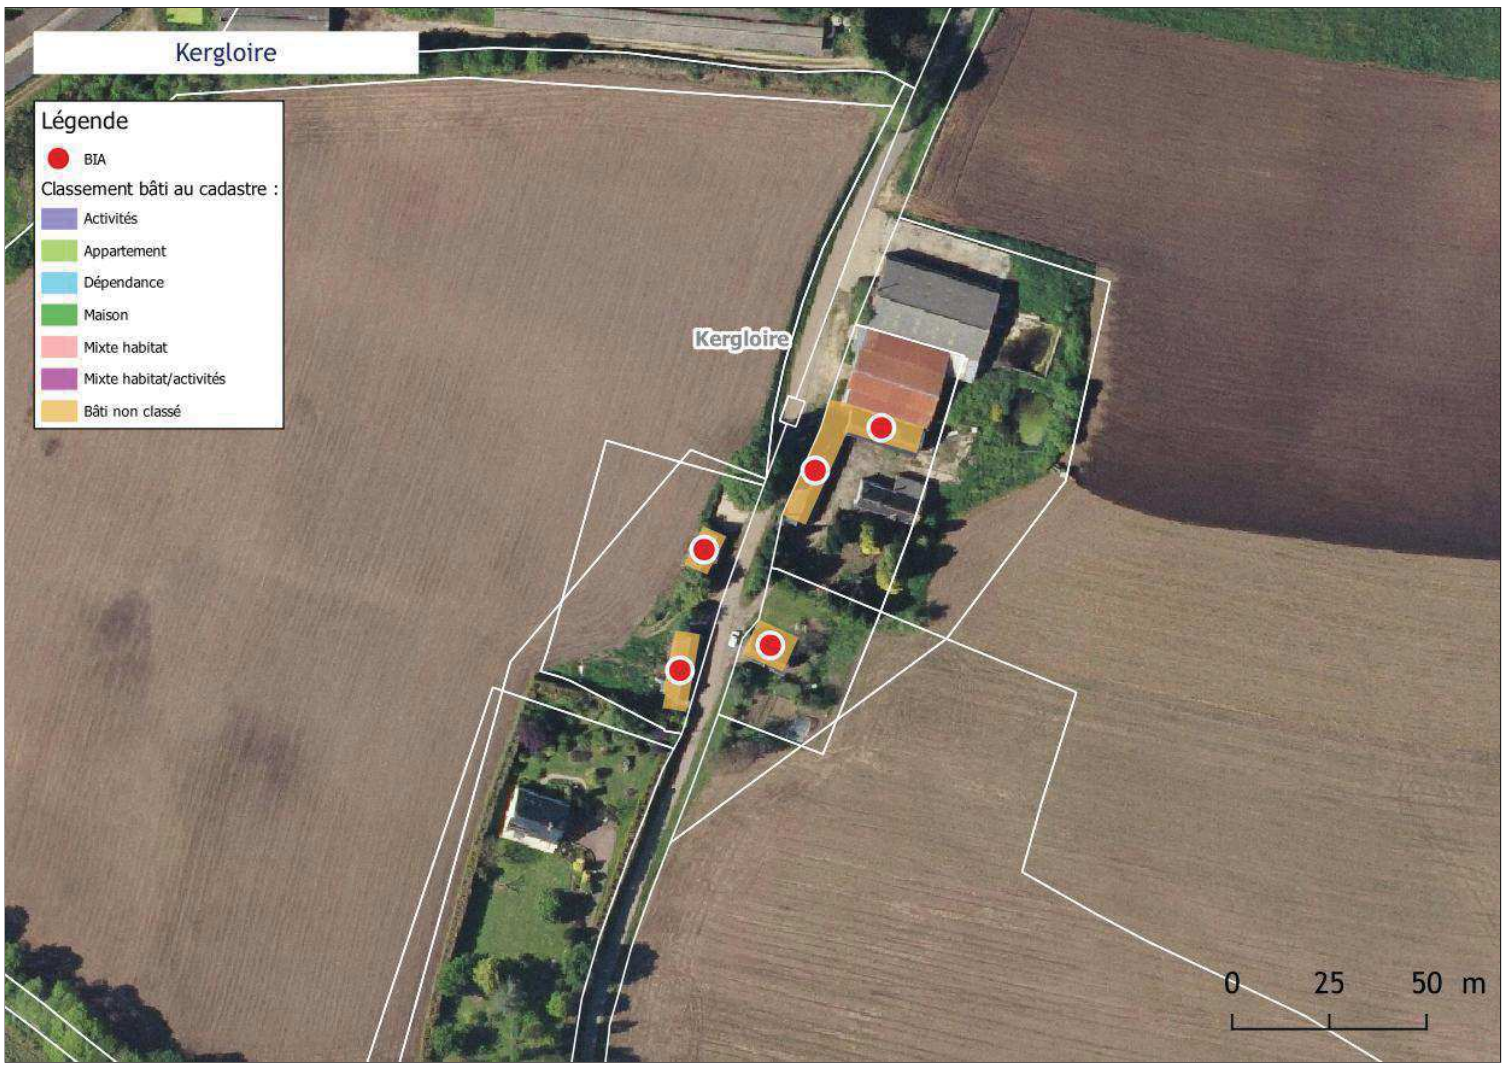 Kergloire
Légende
BIA
Classement bâti au cadastre :
Activités
Appartement
Dépendance
Maison
Mixte habitat
Mixte habitat/activités
Bâti non classé
Kergloire
0 25 50 m